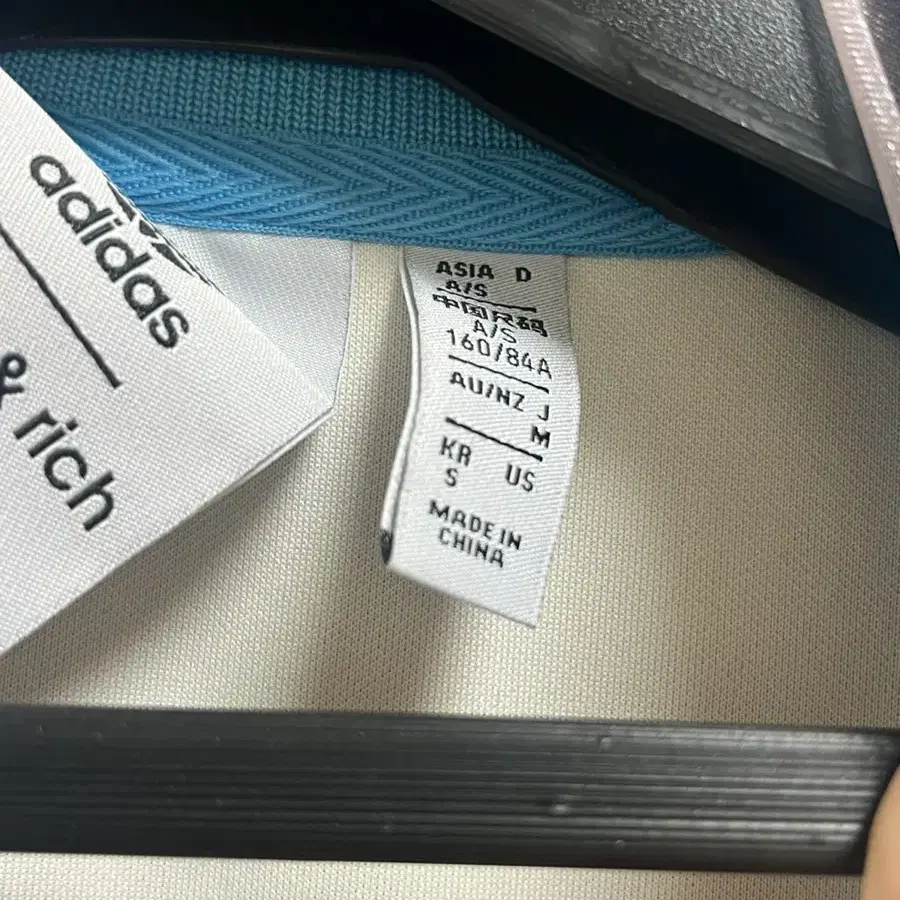 adidas
& rich
ASIA D
A/S
中国尺码
A/S
160/84A
AU/NZ J
M
KR US
S
MADE IN
CHINA